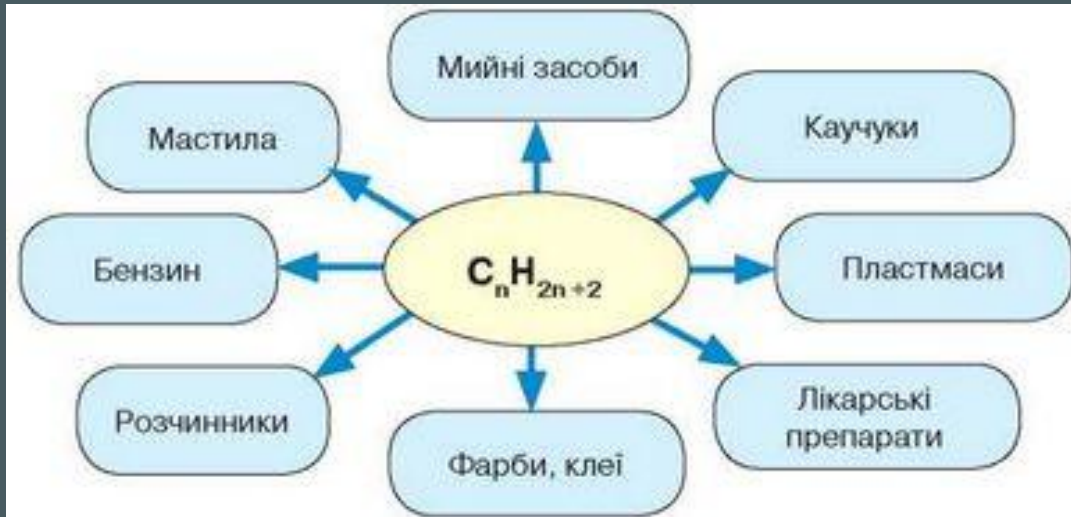 Мийні засоби
Мастила
Каучуки
Бензин
CₙH₂ₙ₊₂
Пластмаси
Розчинники
Фарби, клеї
Лікарські
препарати